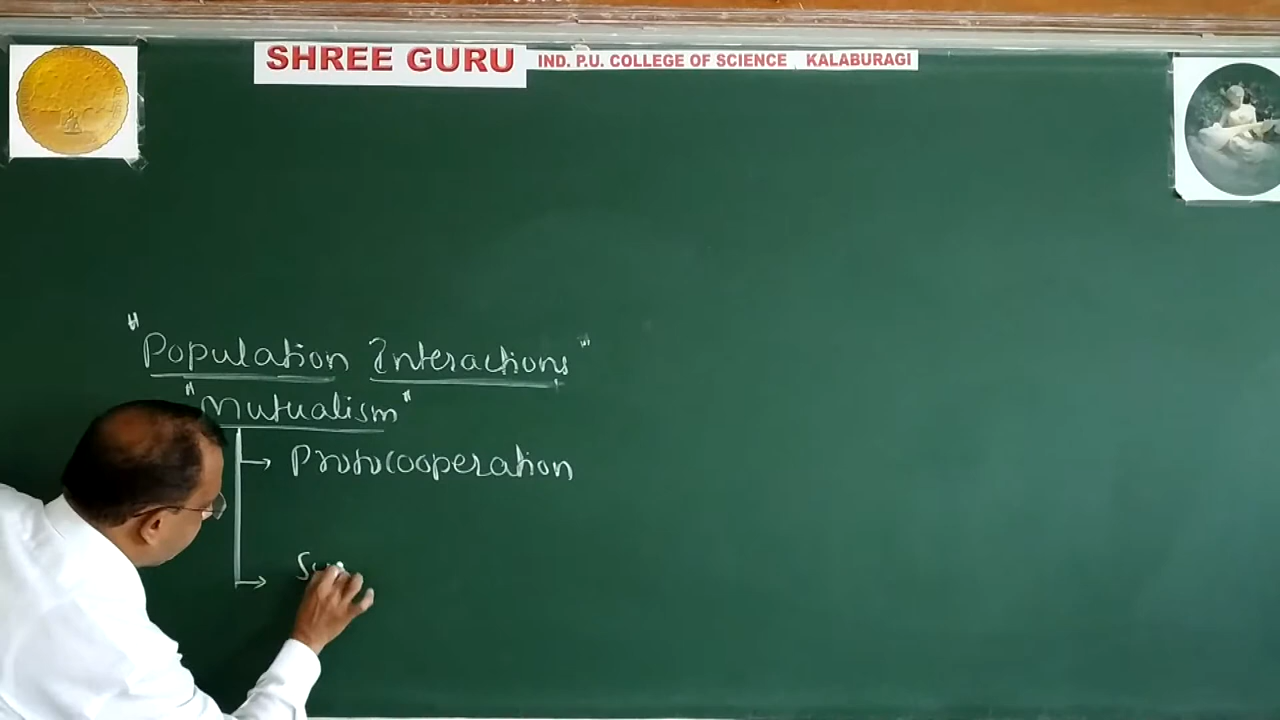 SHREE GURU IND. P.U. COLLEGE OF SCIENCE, KALABURAGI
"Population Interactions"
"Mutualism"
→ Protocooperation
→